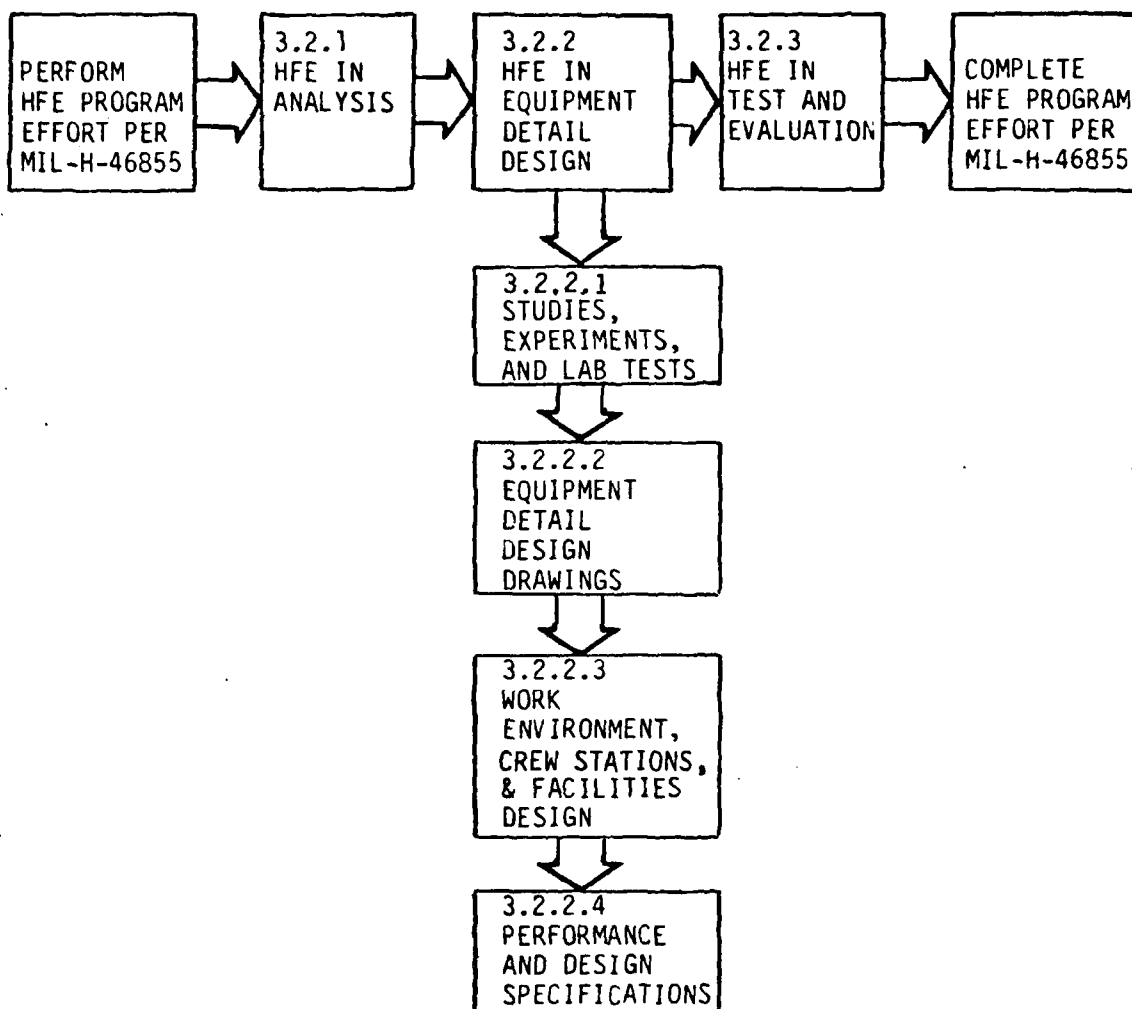 PERFORM
HFE PROGRAM
EFFORT PER
MIL-H-46855
3.2.1
HFE IN
ANALYSIS
3.2.2
HFE IN
EQUIPMENT
DETAIL
DESIGN
3.2.3
HFE IN
TEST AND
EVALUATION
COMPLETE
HFE PROGRAM
EFFORT PER
MIL-H-46855
3.2.2.1
STUDIES,
EXPERIMENTS,
AND LAB TESTS
3.2.2.2
EQUIPMENT
DETAIL
DESIGN
DRAWINGS
3.2.2.3
WORK
ENVIRONMENT,
CREW STATIONS,
& FACILITIES
DESIGN
3.2.2.4
PERFORMANCE
AND DESIGN
SPECIFICATIONS